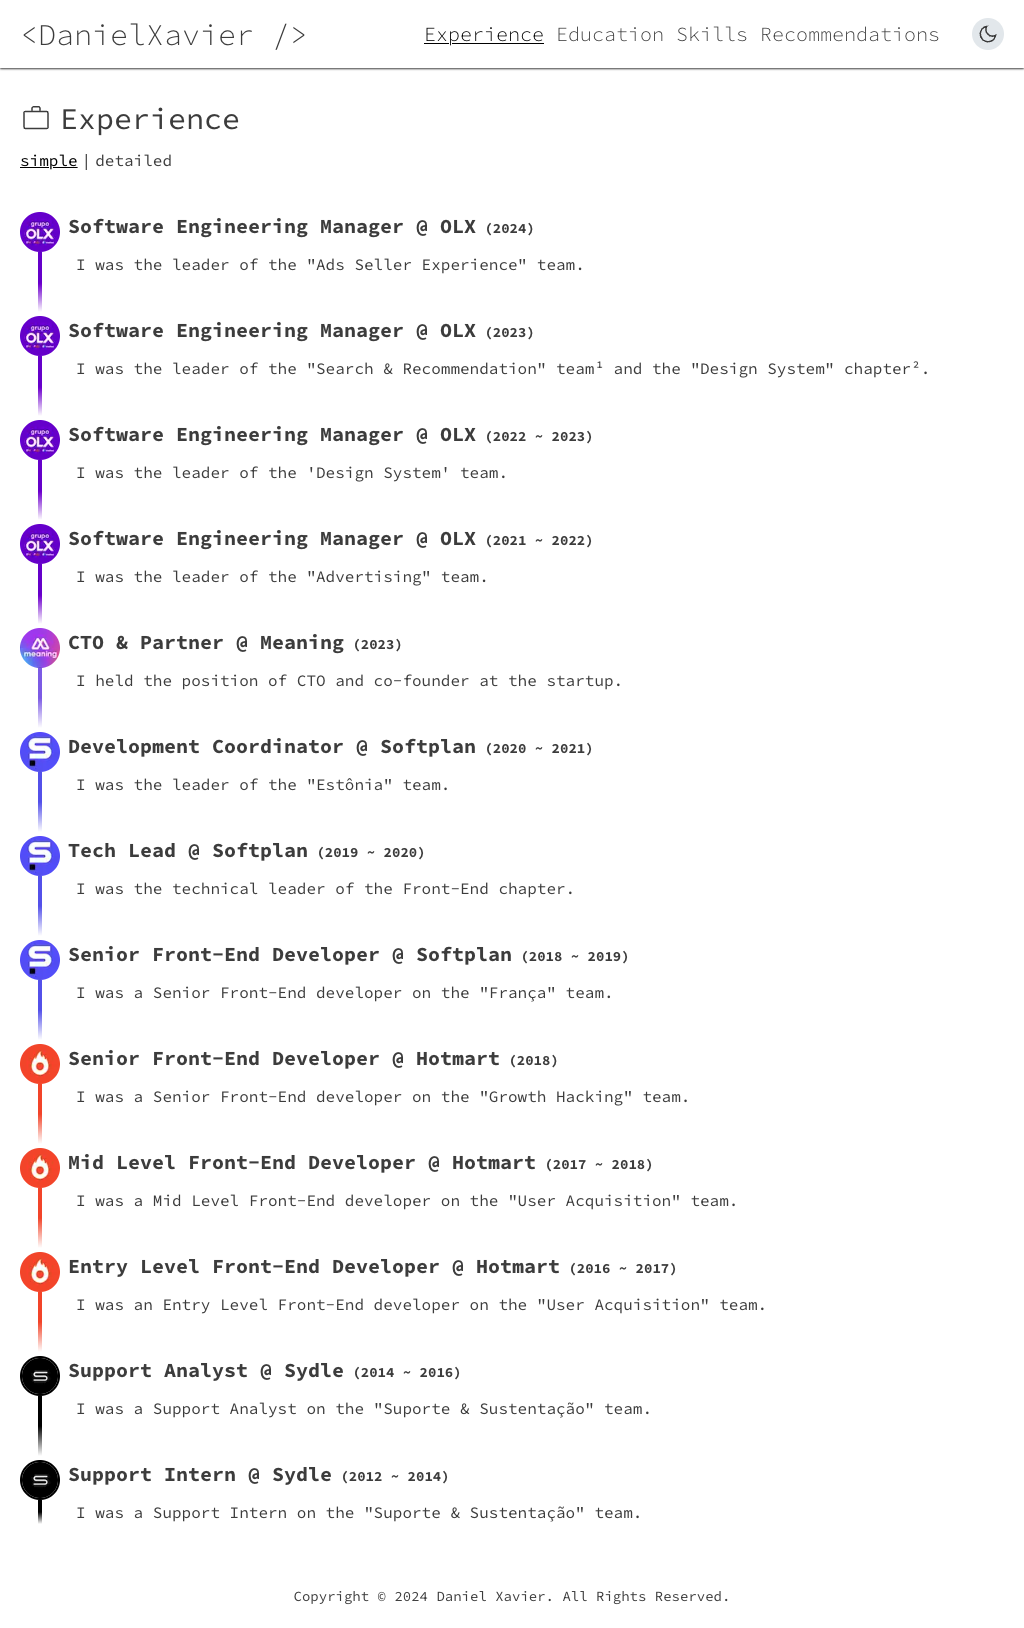 <DanielXavier />
Experience Education Skills Recommendations
Experience
simple | detailed
grupo OLX
Software Engineering Manager @ OLX (2024)
I was the leader of the "Ads Seller Experience" team.
grupo OLX
Software Engineering Manager @ OLX (2023)
I was the leader of the "Search & Recommendation" team¹ and the "Design System" chapter².
grupo OLX
Software Engineering Manager @ OLX (2022 ~ 2023)
I was the leader of the 'Design System' team.
grupo OLX
Software Engineering Manager @ OLX (2021 ~ 2022)
I was the leader of the "Advertising" team.
meaning
CTO & Partner @ Meaning (2023)
I held the position of CTO and co-founder at the startup.
Development Coordinator @ Softplan (2020 ~ 2021)
I was the leader of the "Estônia" team.
Tech Lead @ Softplan (2019 ~ 2020)
I was the technical leader of the Front-End chapter.
Senior Front-End Developer @ Softplan (2018 ~ 2019)
I was a Senior Front-End developer on the "França" team.
Senior Front-End Developer @ Hotmart (2018)
I was a Senior Front-End developer on the "Growth Hacking" team.
Mid Level Front-End Developer @ Hotmart (2017 ~ 2018)
I was a Mid Level Front-End developer on the "User Acquisition" team.
Entry Level Front-End Developer @ Hotmart (2016 ~ 2017)
I was an Entry Level Front-End developer on the "User Acquisition" team.
Support Analyst @ Sydle (2014 ~ 2016)
I was a Support Analyst on the "Suporte & Sustentação" team.
Support Intern @ Sydle (2012 ~ 2014)
I was a Support Intern on the "Suporte & Sustentação" team.
Copyright © 2024 Daniel Xavier. All Rights Reserved.